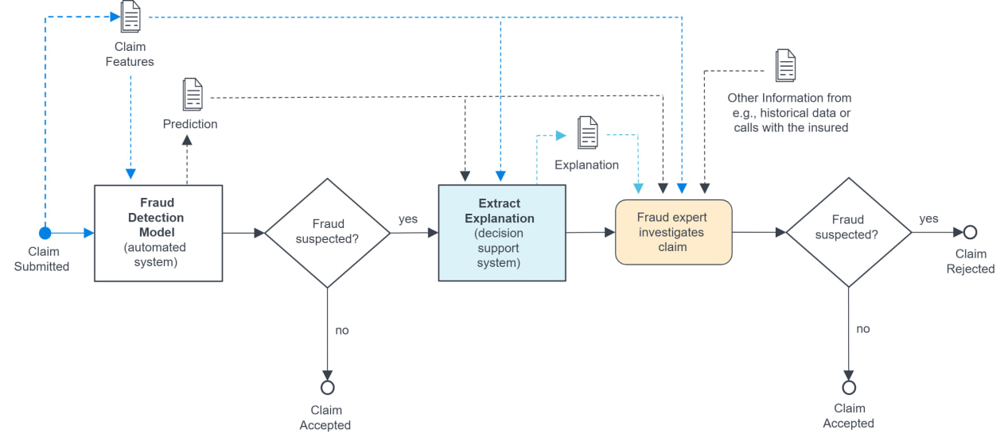 Claim
Features
Prediction
Other Information from
e.g., historical data or
calls with the insured
Explanation
Claim
Submitted
Fraud
Detection
Model
(automated
system)
Fraud
suspected?
yes
no
Claim
Accepted
Extract
Explanation
(decision
support
system)
Fraud expert
investigates
claim
Fraud
suspected?
yes
Claim
Rejected
no
Claim
Accepted